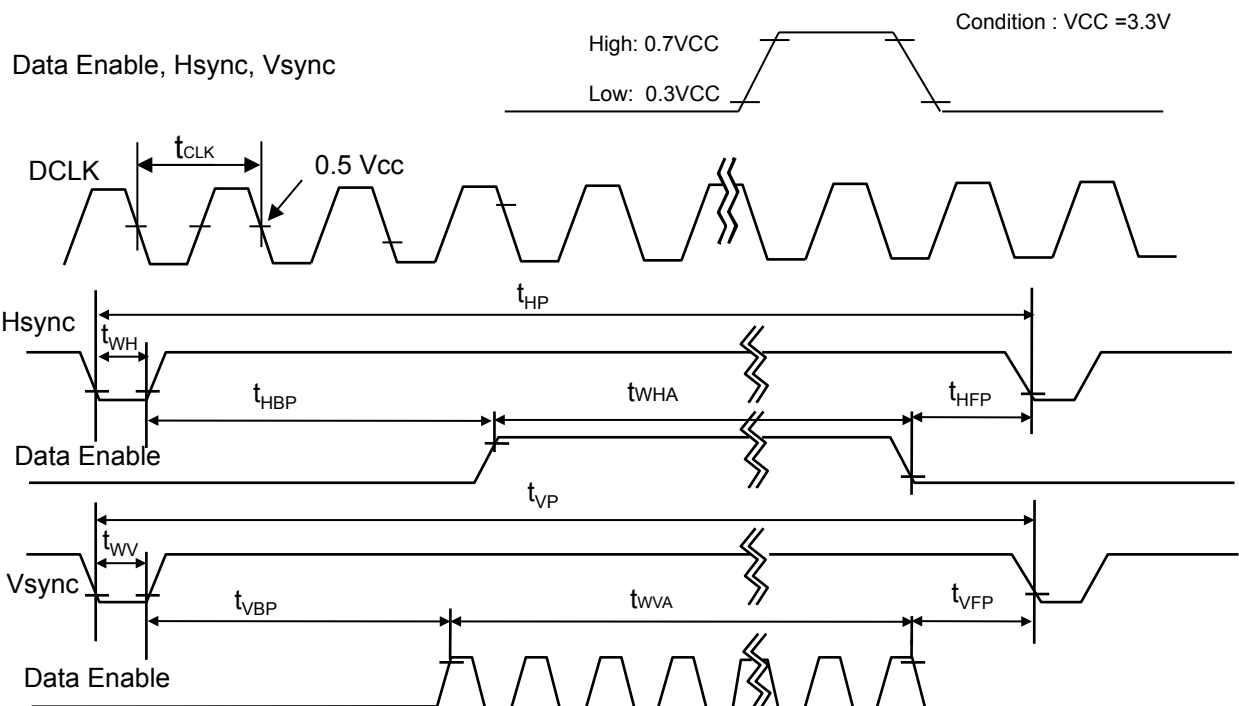 Condition : VCC =3.3V
High: 0.7VCC
Data Enable, Hsync, Vsync
Low: 0.3VCC
tCLK
0.5 Vcc
DCLK
tHP
Hsync
tWH
tHBP
tWHA
tHFP
Data Enable
tVP
tWV
Vsync
tVBP
tWVA
tVFP
Data Enable